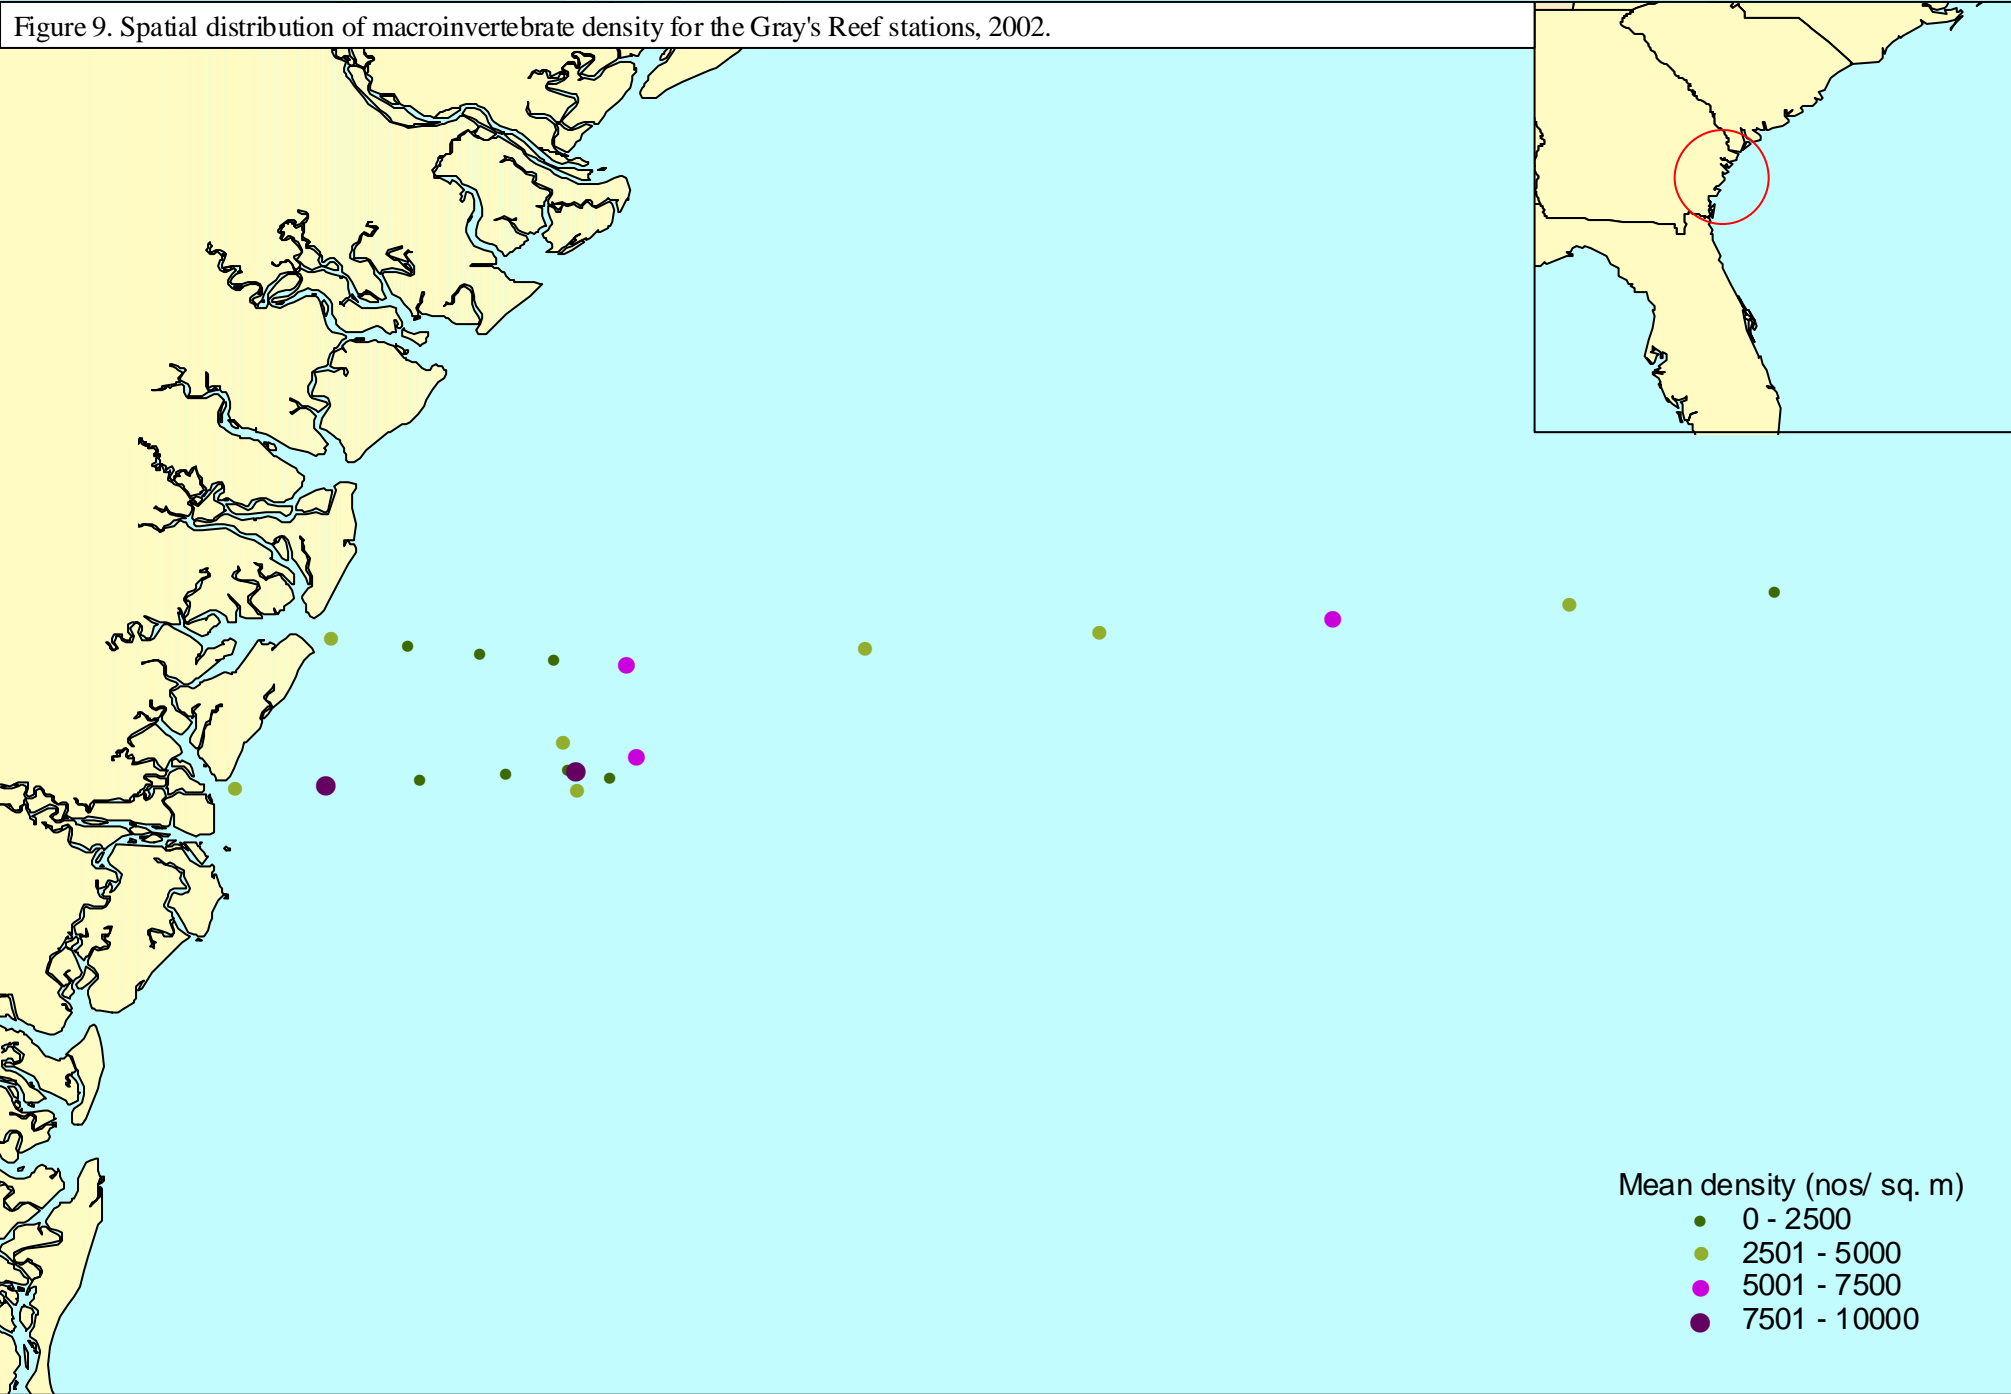 Figure 9. Spatial distribution of macroinvertebrate density for the Gray's Reef stations, 2002.
Mean density (nos/ sq. m)
0 - 2500
2501 - 5000
5001 - 7500
7501 - 10000